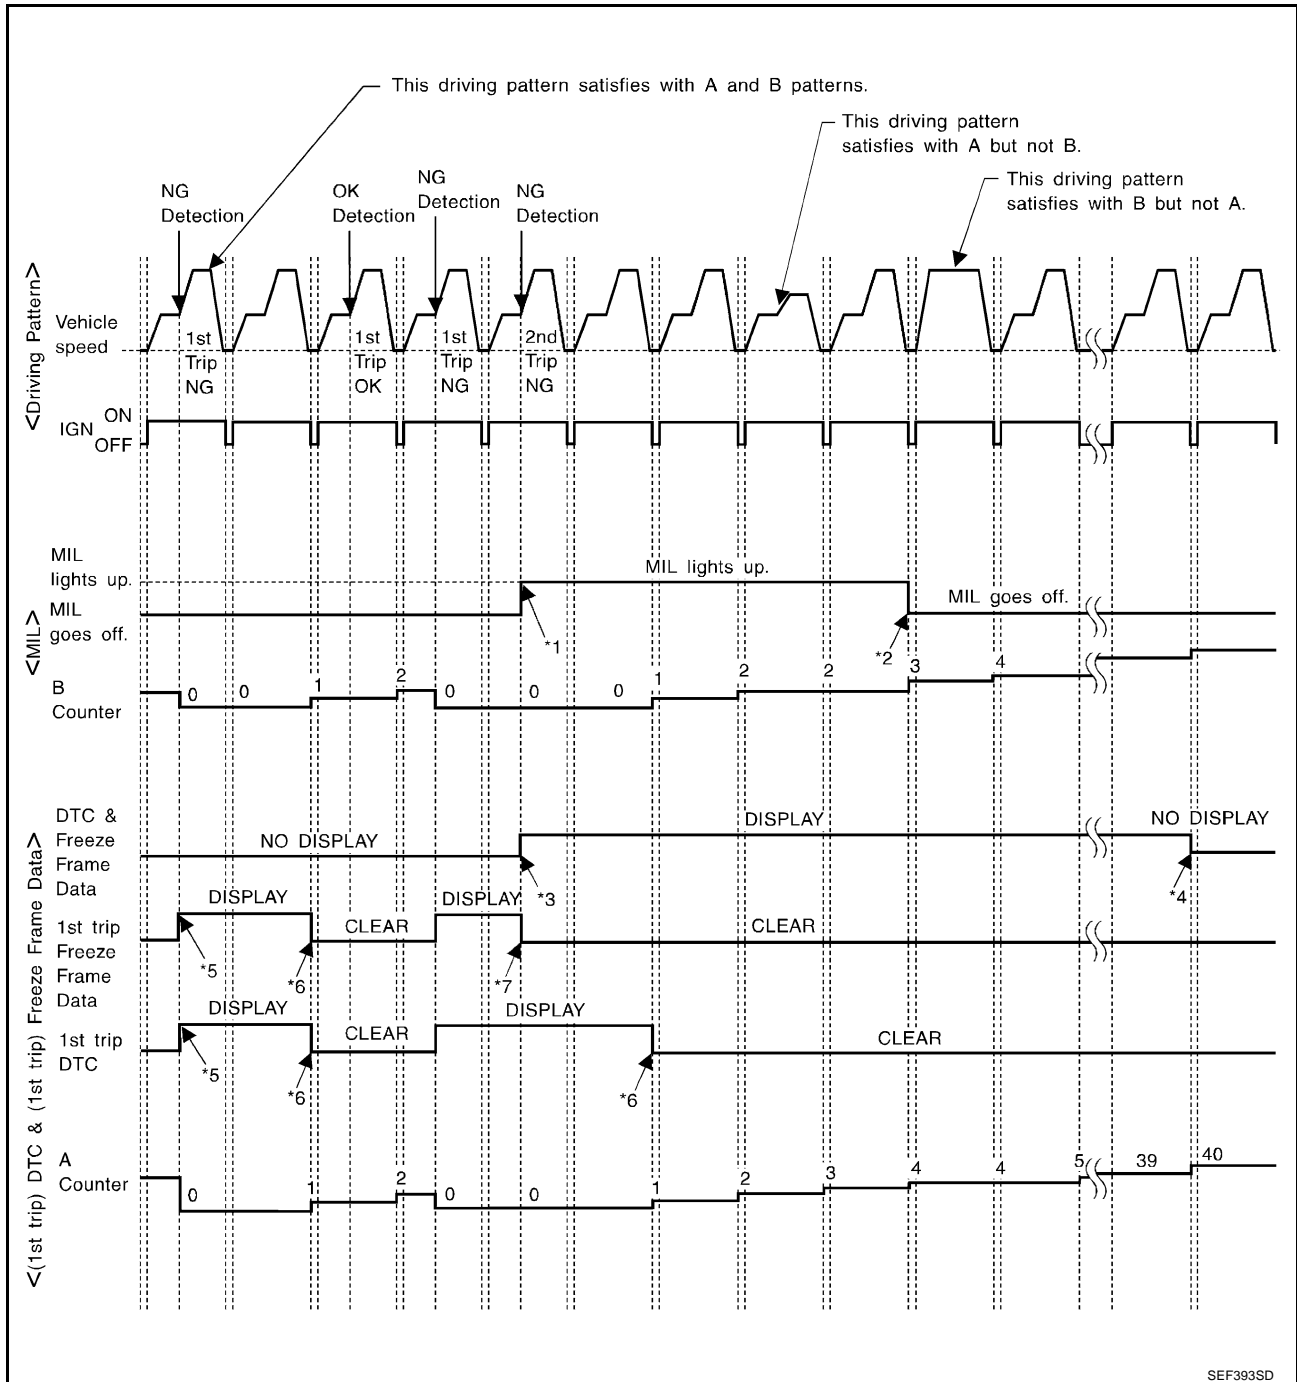 This driving pattern satisfies with A and B patterns.
This driving pattern
satisfies with A but not B.
This driving pattern
satisfies with B but not A.
NG
Detection
OK
Detection
NG
Detection
NG
Detection
<Driving Pattern>
Vehicle
speed
1st
Trip
NG
1st
Trip
OK
1st
Trip
NG
2nd
Trip
NG
IGN
ON
OFF
<MIL>
MIL
lights up.
MIL
goes off.
MIL lights up.
MIL goes off.
*1
*2
B
Counter
0 0 1 2 0 0 0 1 2 2 3 4
<(1st trip) DTC & (1st trip) Freeze Frame Data>
DTC &
Freeze
Frame
Data
NO DISPLAY
DISPLAY
NO DISPLAY
*3
*4
1st trip
Freeze
Frame
Data
DISPLAY
CLEAR
DISPLAY
CLEAR
*5
*6
*7
1st trip
DTC
DISPLAY
CLEAR
DISPLAY
CLEAR
*5
*6
*6
A
Counter
0 1 2 0 0 1 2 3 4 4 5 39 40
SEF393SD